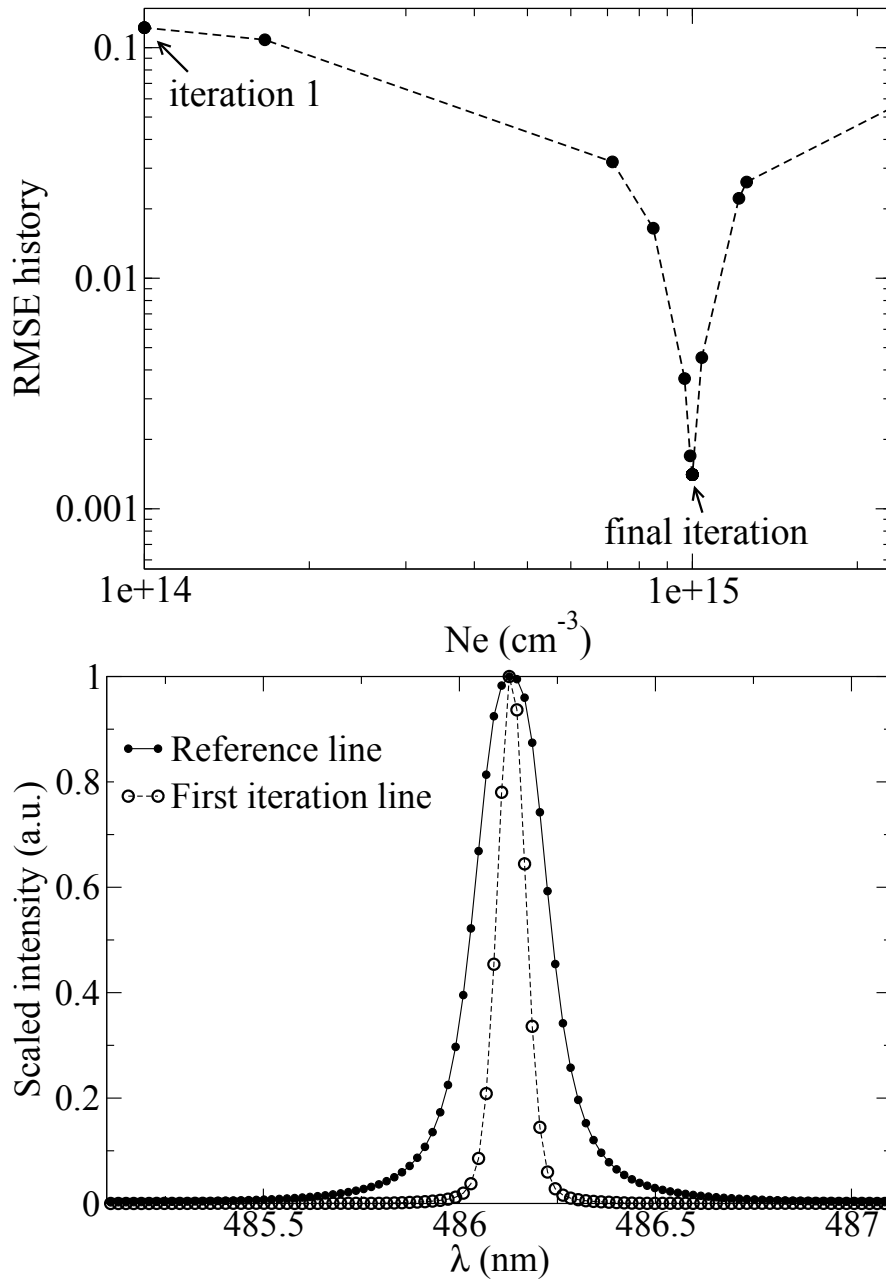 0.1
iteration 1
RMSE history
0.01
0.001
final iteration
1e+14 1e+15
Ne (cm-3)
1
Reference line
First iteration line
0.8
Scaled intensity (a.u.)
0.6
0.4
0.2
0
485.5 486 486.5 487
λ (nm)